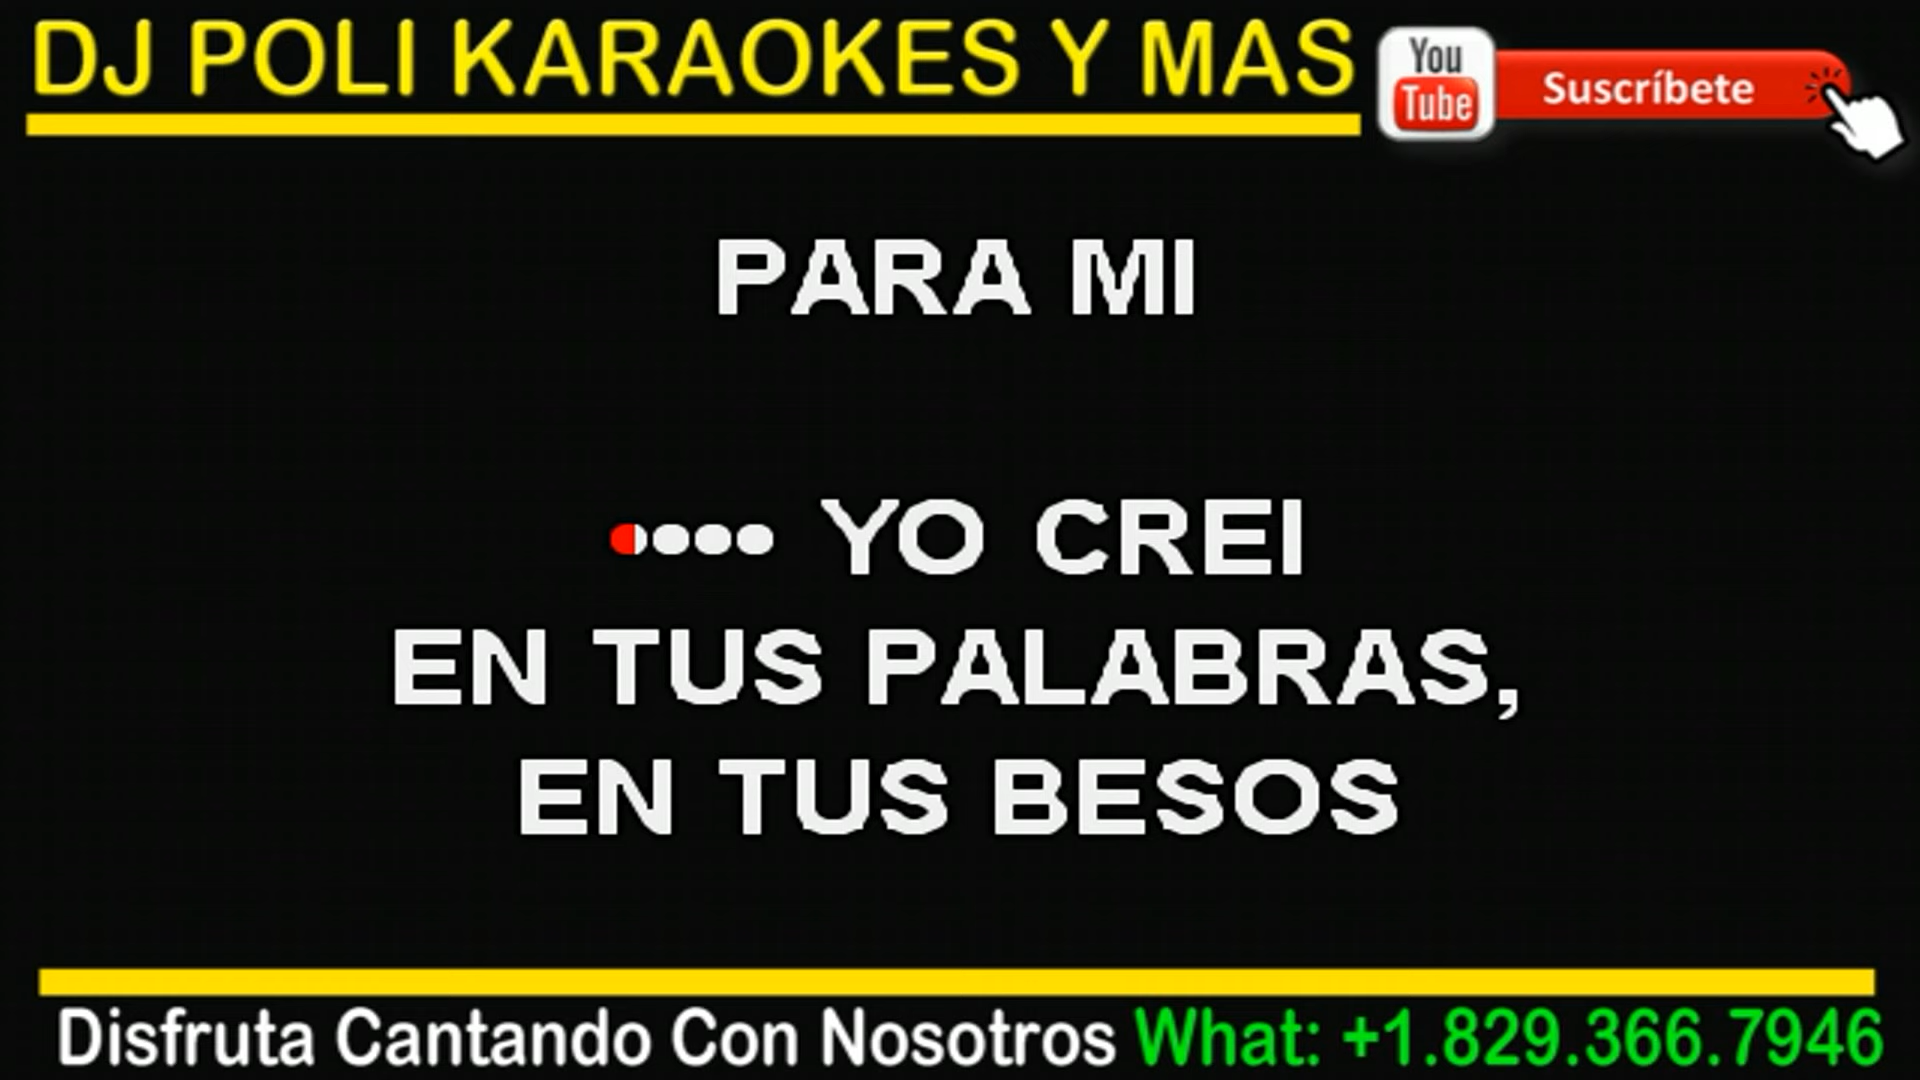 DJ POLI KARAOKES Y MAS
You
Tube
Suscríbete
PARA MI
YO CREI
EN TUS PALABRAS,
EN TUS BESOS
Disfruta Cantando Con Nosotros What: +1.829.366.7946